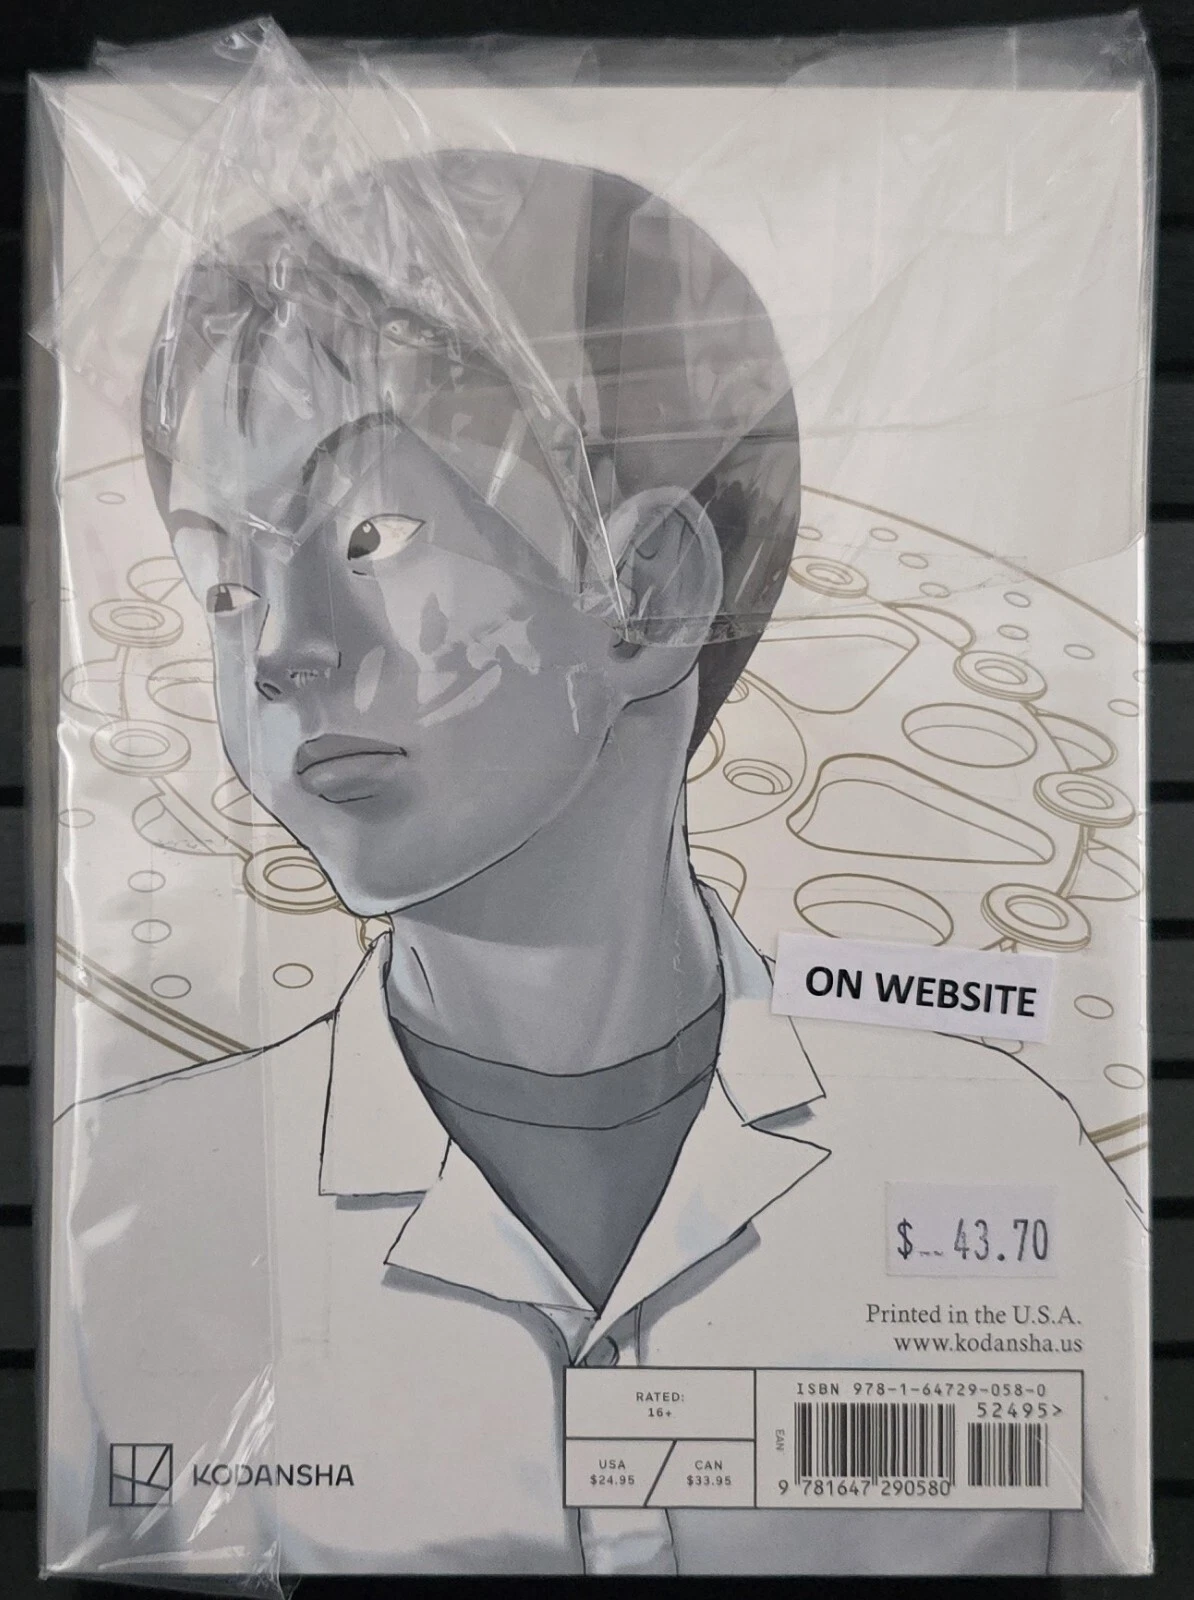 ON WEBSITE
$-- 43.70
Printed in the U.S.A.
www.kodansha.us
RATED:
16+
USA
$24.95
CAN
$33.95
ISBN 978-1-64729-058-0
52495>
EAN
9 781647 290580
KODANSHA